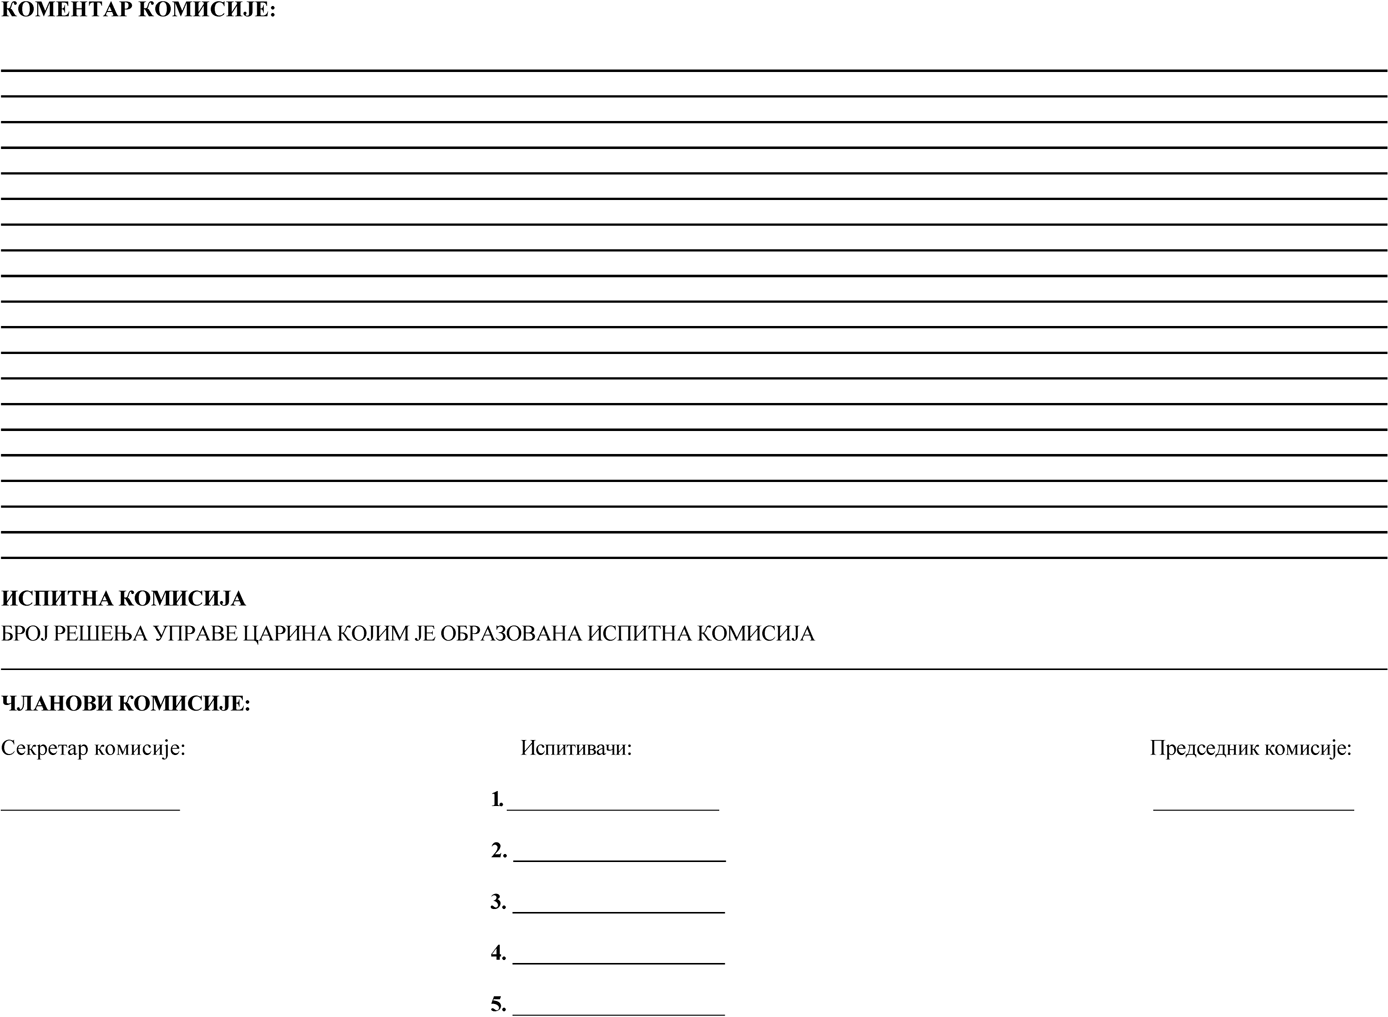 КОМЕНТАР КОМИСИЈЕ:
ИСПИТНА КОМИСИЈА
БРОЈ РЕШЕЊА УПРАВЕ ЦАРИНА КОЈИМ ЈЕ ОБРАЗОВАНА ИСПИТНА КОМИСИЈА
ЧЛАНОВИ КОМИСИЈЕ:
Секретар комисије: Испитивачи: Председник комисије:
1.
2.
3.
4.
5.